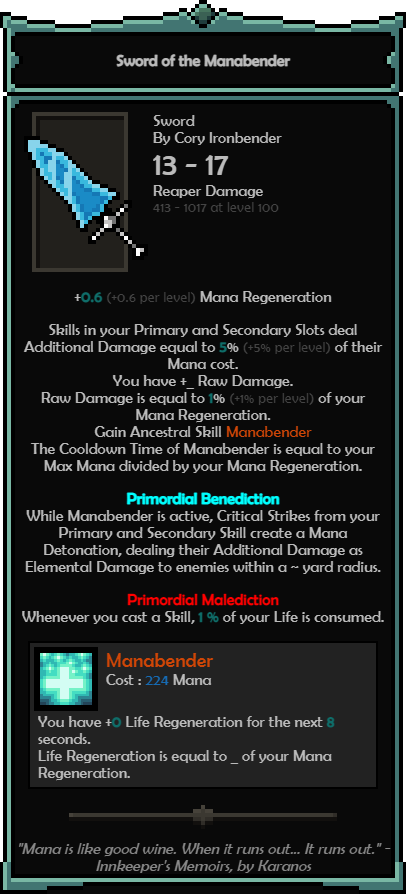 Sword of the Manabender
Sword
By Cory Ironbender
13 - 17
Reaper Damage
413 - 1017 at level 100
+0.6 (+0.6 per level) Mana Regeneration
Skills in your Primary and Secondary Slots deal
Additional Damage equal to 5% (+5% per level) of their
Mana cost.
You have +_ Raw Damage.
Raw Damage is equal to 1% (+1% per level) of your
Mana Regeneration.
Gain Ancestral Skill Manabender
The Cooldown Time of Manabender is equal to your
Max Mana divided by your Mana Regeneration.
Primordial Benediction
While Manabender is active, Critical Strikes from your
Primary and Secondary Skill create a Mana
Detonation, dealing their Additional Damage as
Elemental Damage to enemies within a ~ yard radius.
Primordial Malediction
Whenever you cast a Skill, 1 % of your Life is consumed.
Manabender
Cost : 224 Mana
You have +0 Life Regeneration for the next 8
seconds.
Life Regeneration is equal to _ of your Mana
Regeneration.
"Mana is like good wine. When it runs out... It runs out." -
Innkeeper's Memoirs, by Karanos